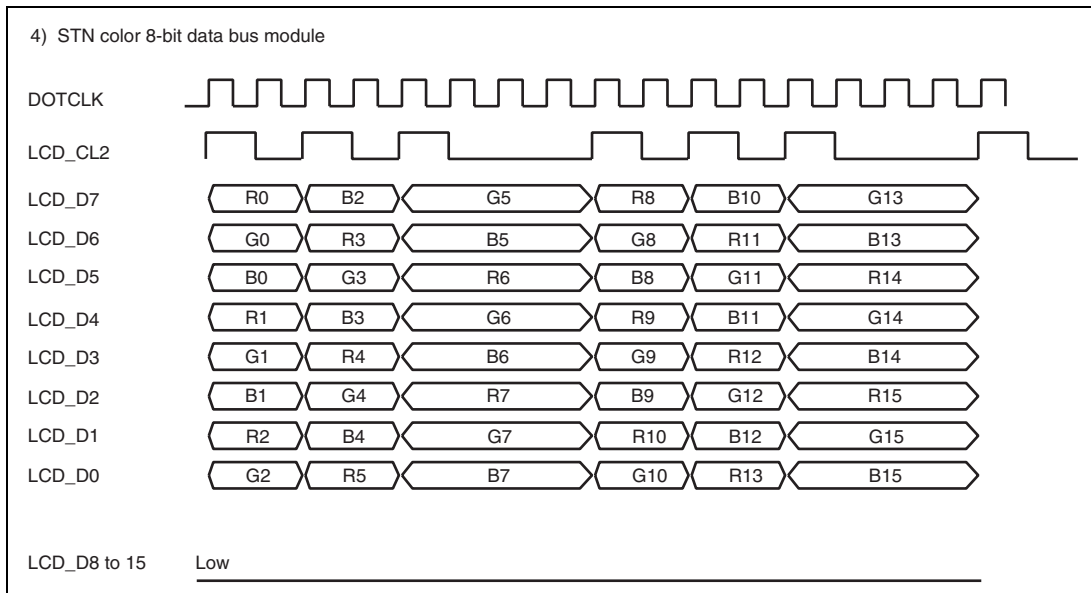 4) STN color 8-bit data bus module
DOTCLK
LCD_CL2
LCD_D7 R0 B2 G5 R8 B10 G13
LCD_D6 G0 R3 B5 G8 R11 B13
LCD_D5 B0 G3 R6 B8 G11 R14
LCD_D4 R1 B3 G6 R9 B11 G14
LCD_D3 G1 R4 B6 G9 R12 B14
LCD_D2 B1 G4 R7 B9 G12 R15
LCD_D1 R2 B4 G7 R10 B12 G15
LCD_D0 G2 R5 B7 G10 R13 B15
LCD_D8 to 15 Low